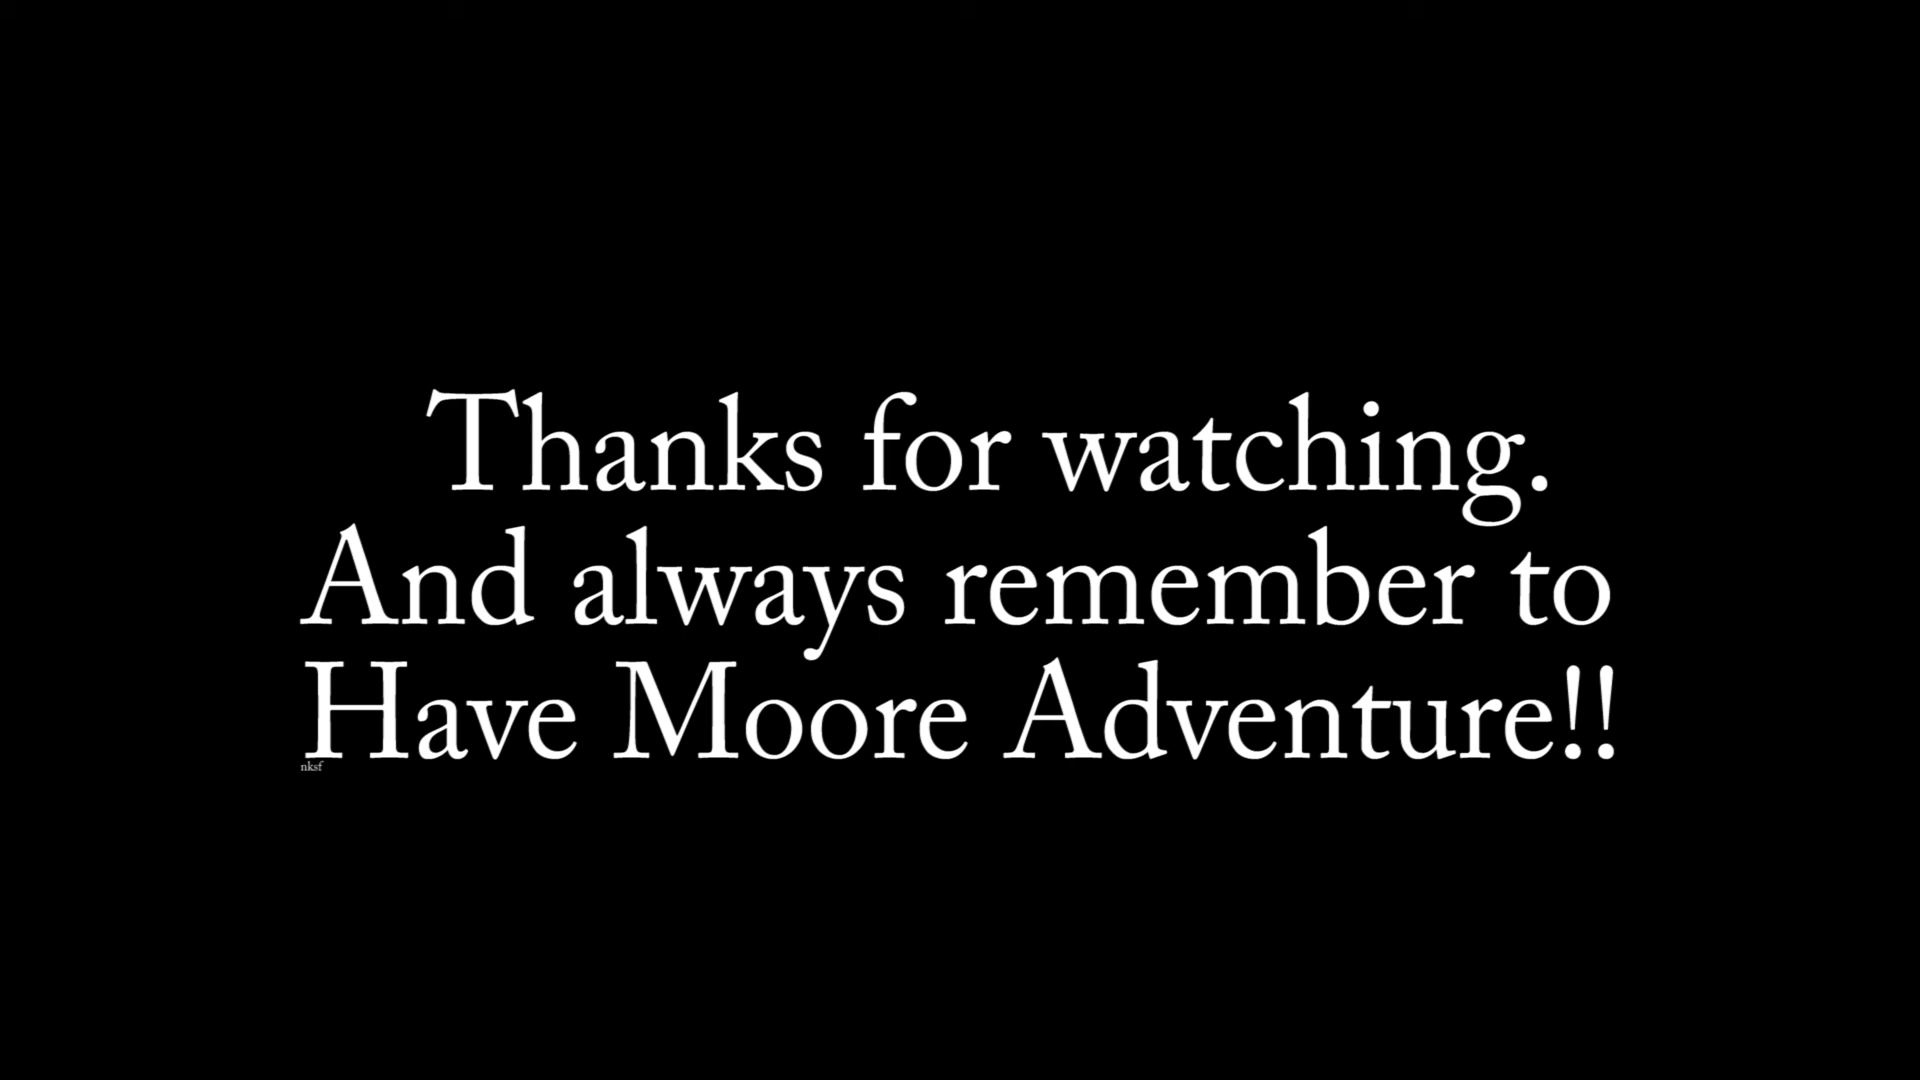 Thanks for watching.
And always remember to
Have Moore Adventure!!
nksf